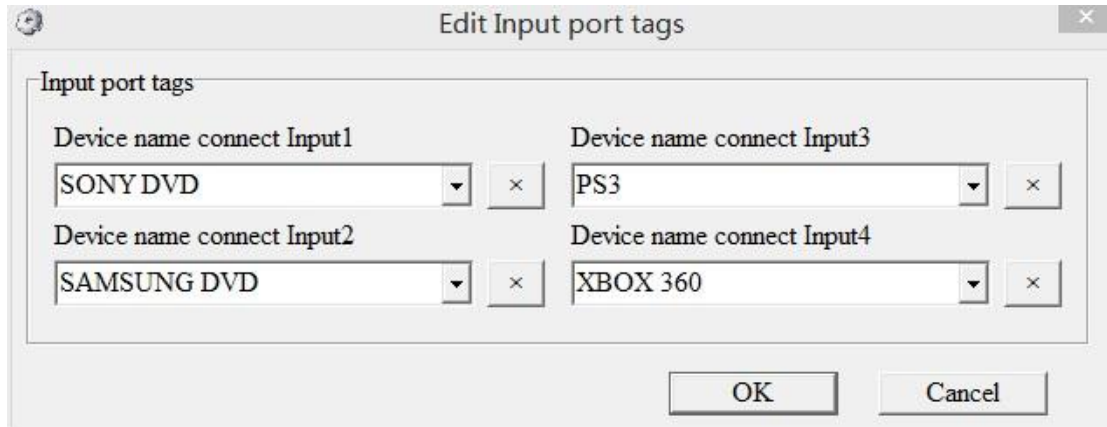 Edit Input port tags
×
Input port tags
Device name connect Input1
Device name connect Input3
SONY DVD
×
PS3
×
Device name connect Input2
Device name connect Input4
SAMSUNG DVD
×
XBOX 360
×
OK
Cancel